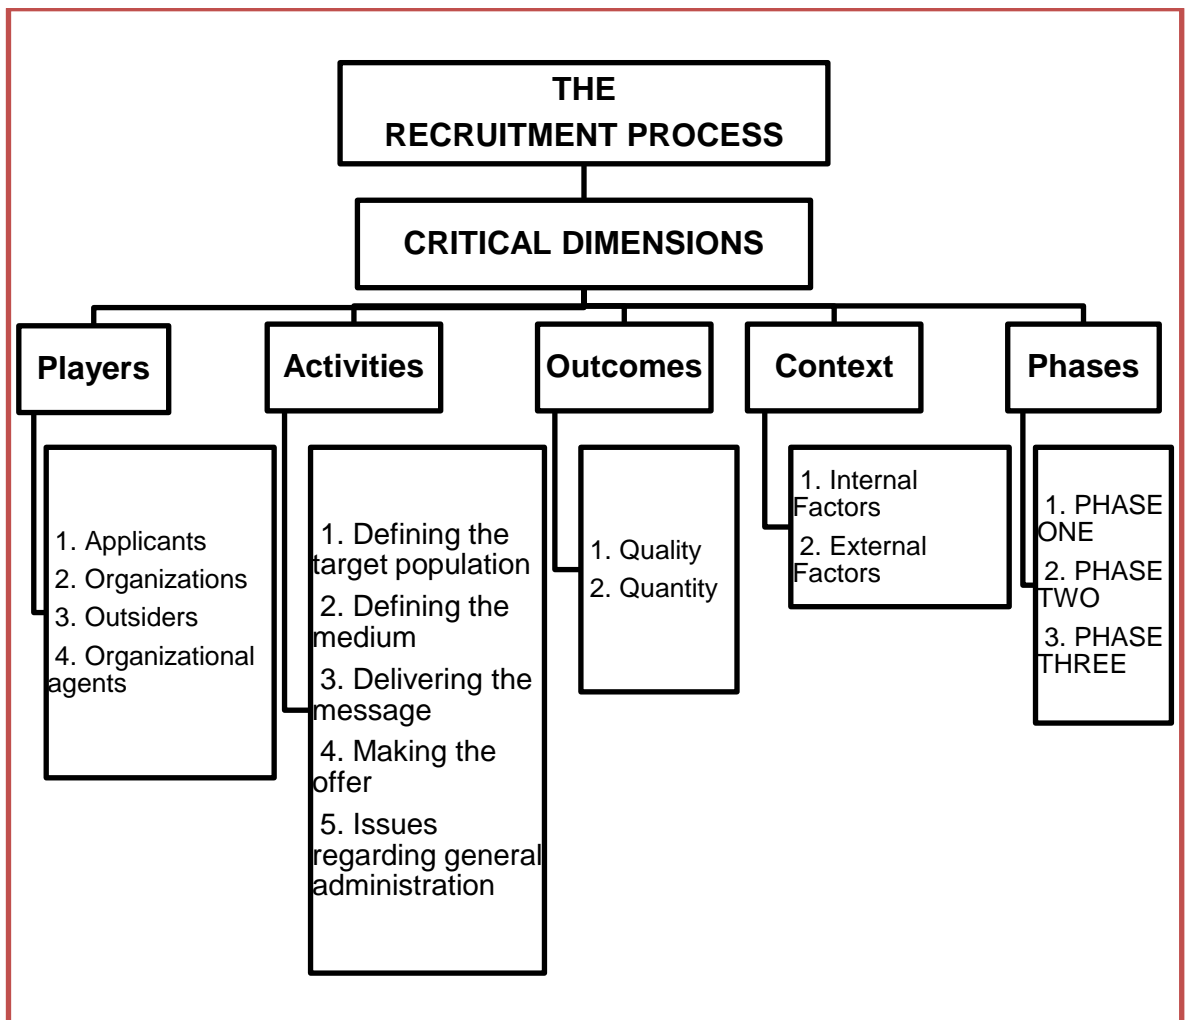 THE
RECRUITMENT PROCESS
CRITICAL DIMENSIONS
Players
Activities
Outcomes
Context
Phases
1. Applicants
2. Organizations
3. Outsiders
4. Organizational
agents
1. Defining the
target population
2. Defining the
medium
3. Delivering the
message
4. Making the
offer
5. Issues
regarding general
administration
1. Quality
2. Quantity
1. Internal
Factors
2. External
Factors
1. PHASE
ONE
2. PHASE
TWO
3. PHASE
THREE